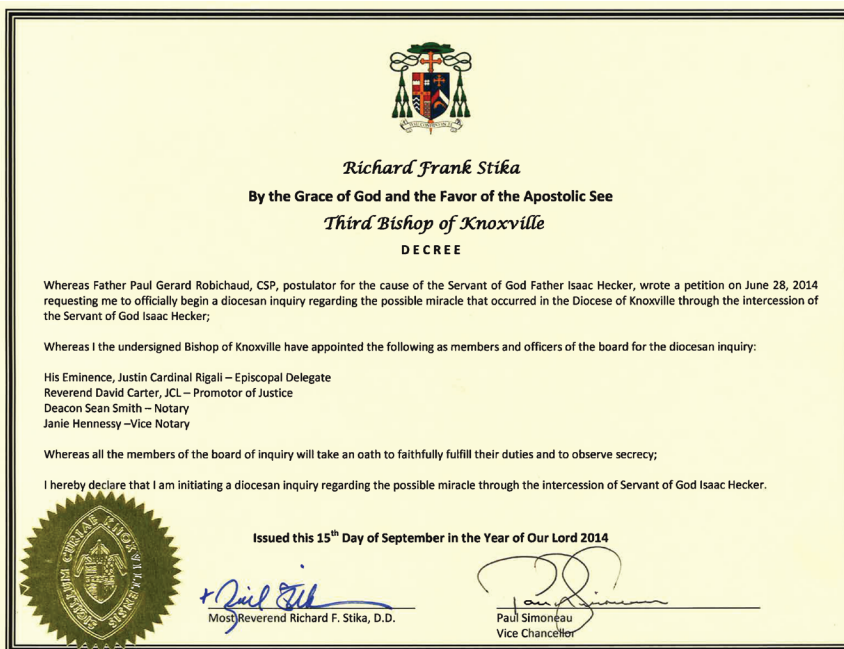 Richard Frank Stika
By the Grace of God and the Favor of the Apostolic See
Third Bishop of Knoxville
DECREE
Whereas Father Paul Gerard Robichaud, CSP, postulator for the cause of the Servant of God Father Isaac Hecker, wrote a petition on June 28, 2014
requesting me to officially begin a diocesan inquiry regarding the possible miracle that occurred in the Diocese of Knoxville through the intercession of
the Servant of God Isaac Hecker;
Whereas I the undersigned Bishop of Knoxville have appointed the following as members and officers of the board for the diocesan inquiry:
His Eminence, Justin Cardinal Rigali – Episcopal Delegate
Reverend David Carter, JCL – Promotor of Justice
Deacon Sean Smith – Notary
Janie Hennessy –Vice Notary
Whereas all the members of the board of inquiry will take an oath to faithfully fulfill their duties and to observe secrecy;
I hereby declare that I am initiating a diocesan inquiry regarding the possible miracle through the intercession of Servant of God Isaac Hecker.
SIGILLUM CURIAE KNOXVILLENSIS
Issued this 15th Day of September in the Year of Our Lord 2014
Most Reverend Richard F. Stika, D.D.
Paul Simoneau
Vice Chancellor